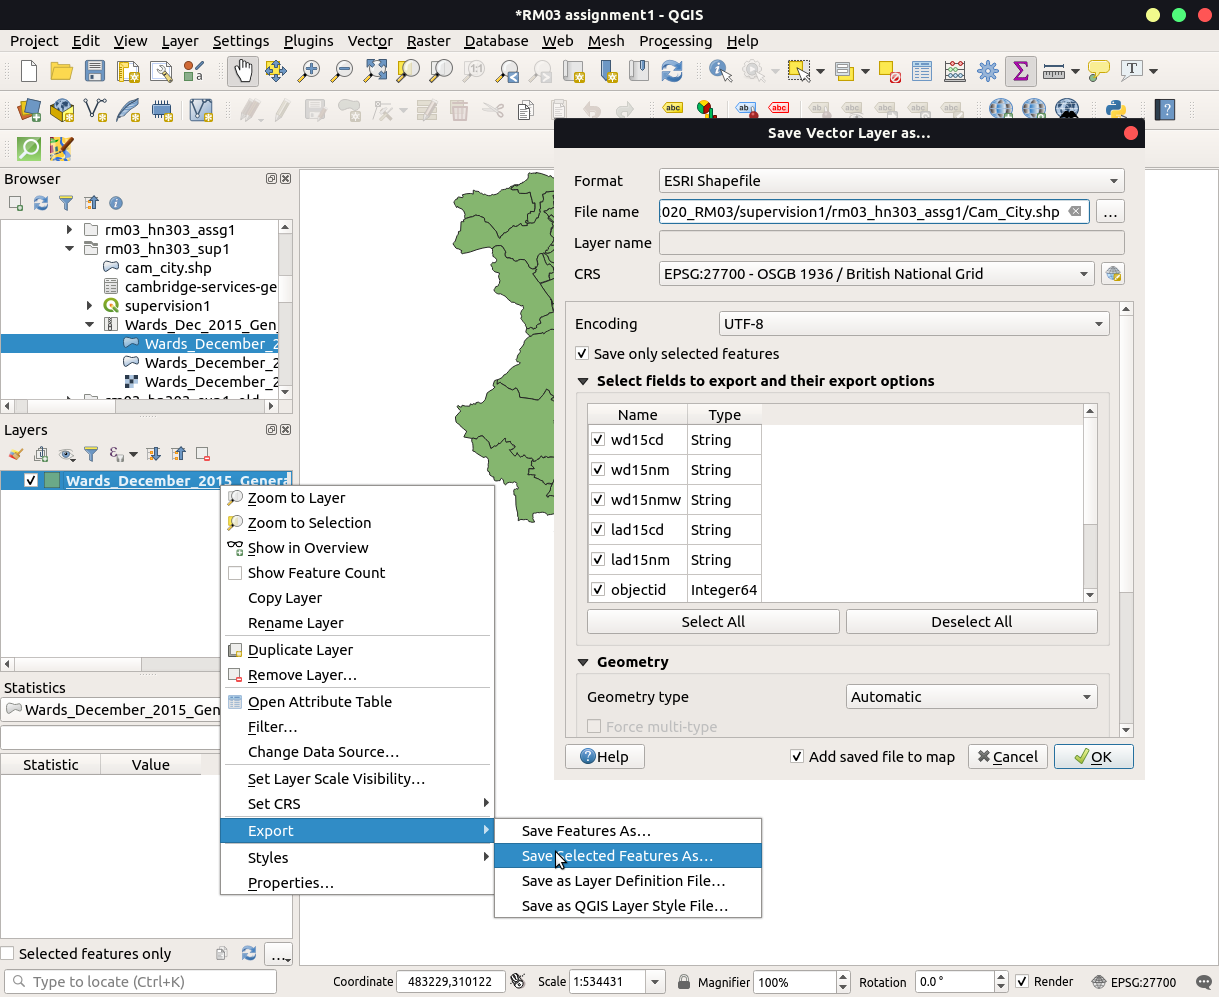 *RM03 assignment1 - QGIS
Project Edit View Layer Settings Plugins Vector Raster Database Web Mesh Processing Help
Browser
rm03_hn303_assg1
rm03_hn303_sup1
cam_city.shp
cambridge-services-ge
supervision1
Wards_Dec_2015_Gen
Wards_December_2
Wards_December_2
Wards_December_2
Layers
Wards_December_2015_Genera
Zoom to Layer
Zoom to Selection
Show in Overview
Show Feature Count
Copy Layer
Rename Layer
Duplicate Layer
Remove Layer…
Open Attribute Table
Filter…
Change Data Source…
Set Layer Scale Visibility…
Set CRS
Export
Styles
Properties…
Save Features As…
Save Selected Features As…
Save as Layer Definition File…
Save as QGIS Layer Style File…
Statistics
Wards_December_2015_Gen
Statistic Value
Selected features only
…
Save Vector Layer as…
Format ESRI Shapefile
File name 020_RM03/supervision1/rm03_hn303_assg1/Cam_City.shp …
Layer name
CRS EPSG:27700 - OSGB 1936 / British National Grid
Encoding UTF-8
Save only selected features
Select fields to export and their export options
Name Type
wd15cd String
wd15nm String
wd15nmw String
lad15cd String
lad15nm String
objectid Integer64
Select All Deselect All
Geometry
Geometry type Automatic
Force multi-type
Help Add saved file to map Cancel OK
Type to locate (Ctrl+K) Coordinate 483229,310122 Scale 1:534431 Magnifier 100% Rotation 0.0 ° Render EPSG:27700